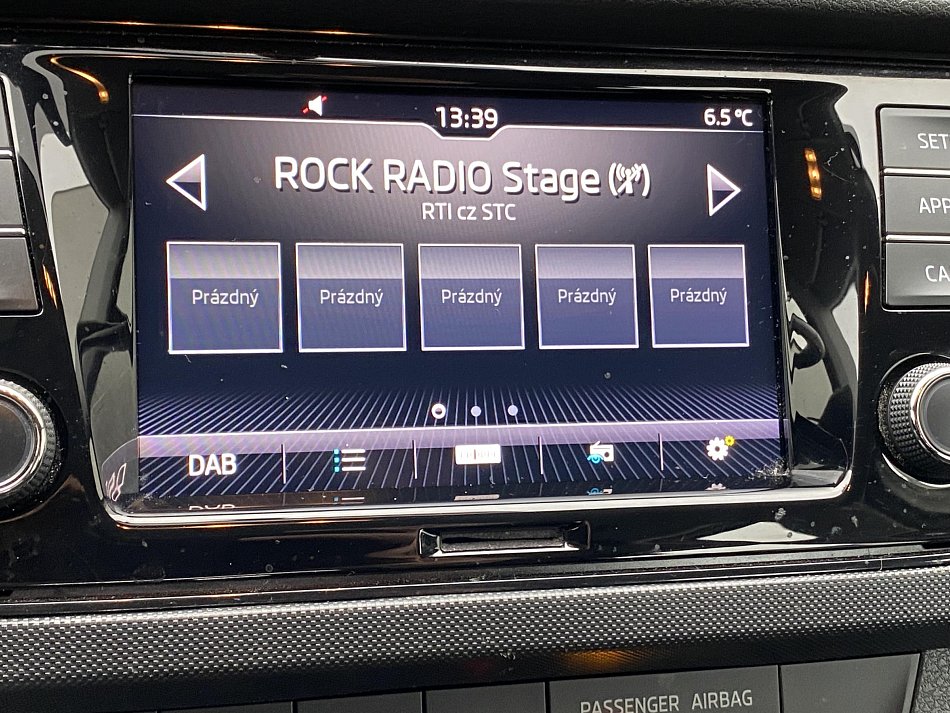 13:39
6.5 °C
ROCK RADIO Stage
RTI cz STC
Prázdný
Prázdný
Prázdný
Prázdný
Prázdný
DAB
SET
APP
CA
PASSENGER AIRBAG